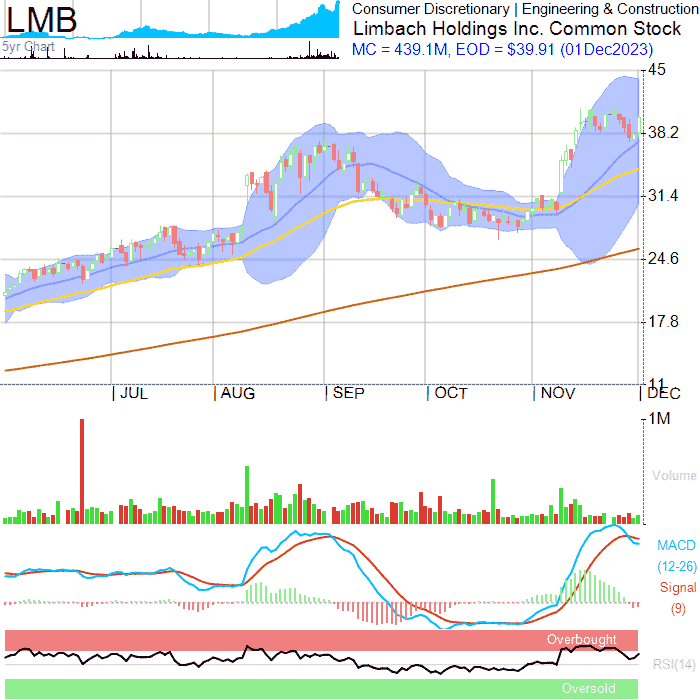 LMB
5yr Chart
Consumer Discretionary | Engineering & Construction
Limbach Holdings Inc. Common Stock
MC = 439.1M, EOD = $39.91 (01Dec2023)
45
38.2
31.4
24.6
17.8
11
| JUL | AUG | SEP | OCT | NOV | DEC
1M
Volume
MACD
(12-26)
Signal
(9)
Overbought
RSI(14)
Oversold